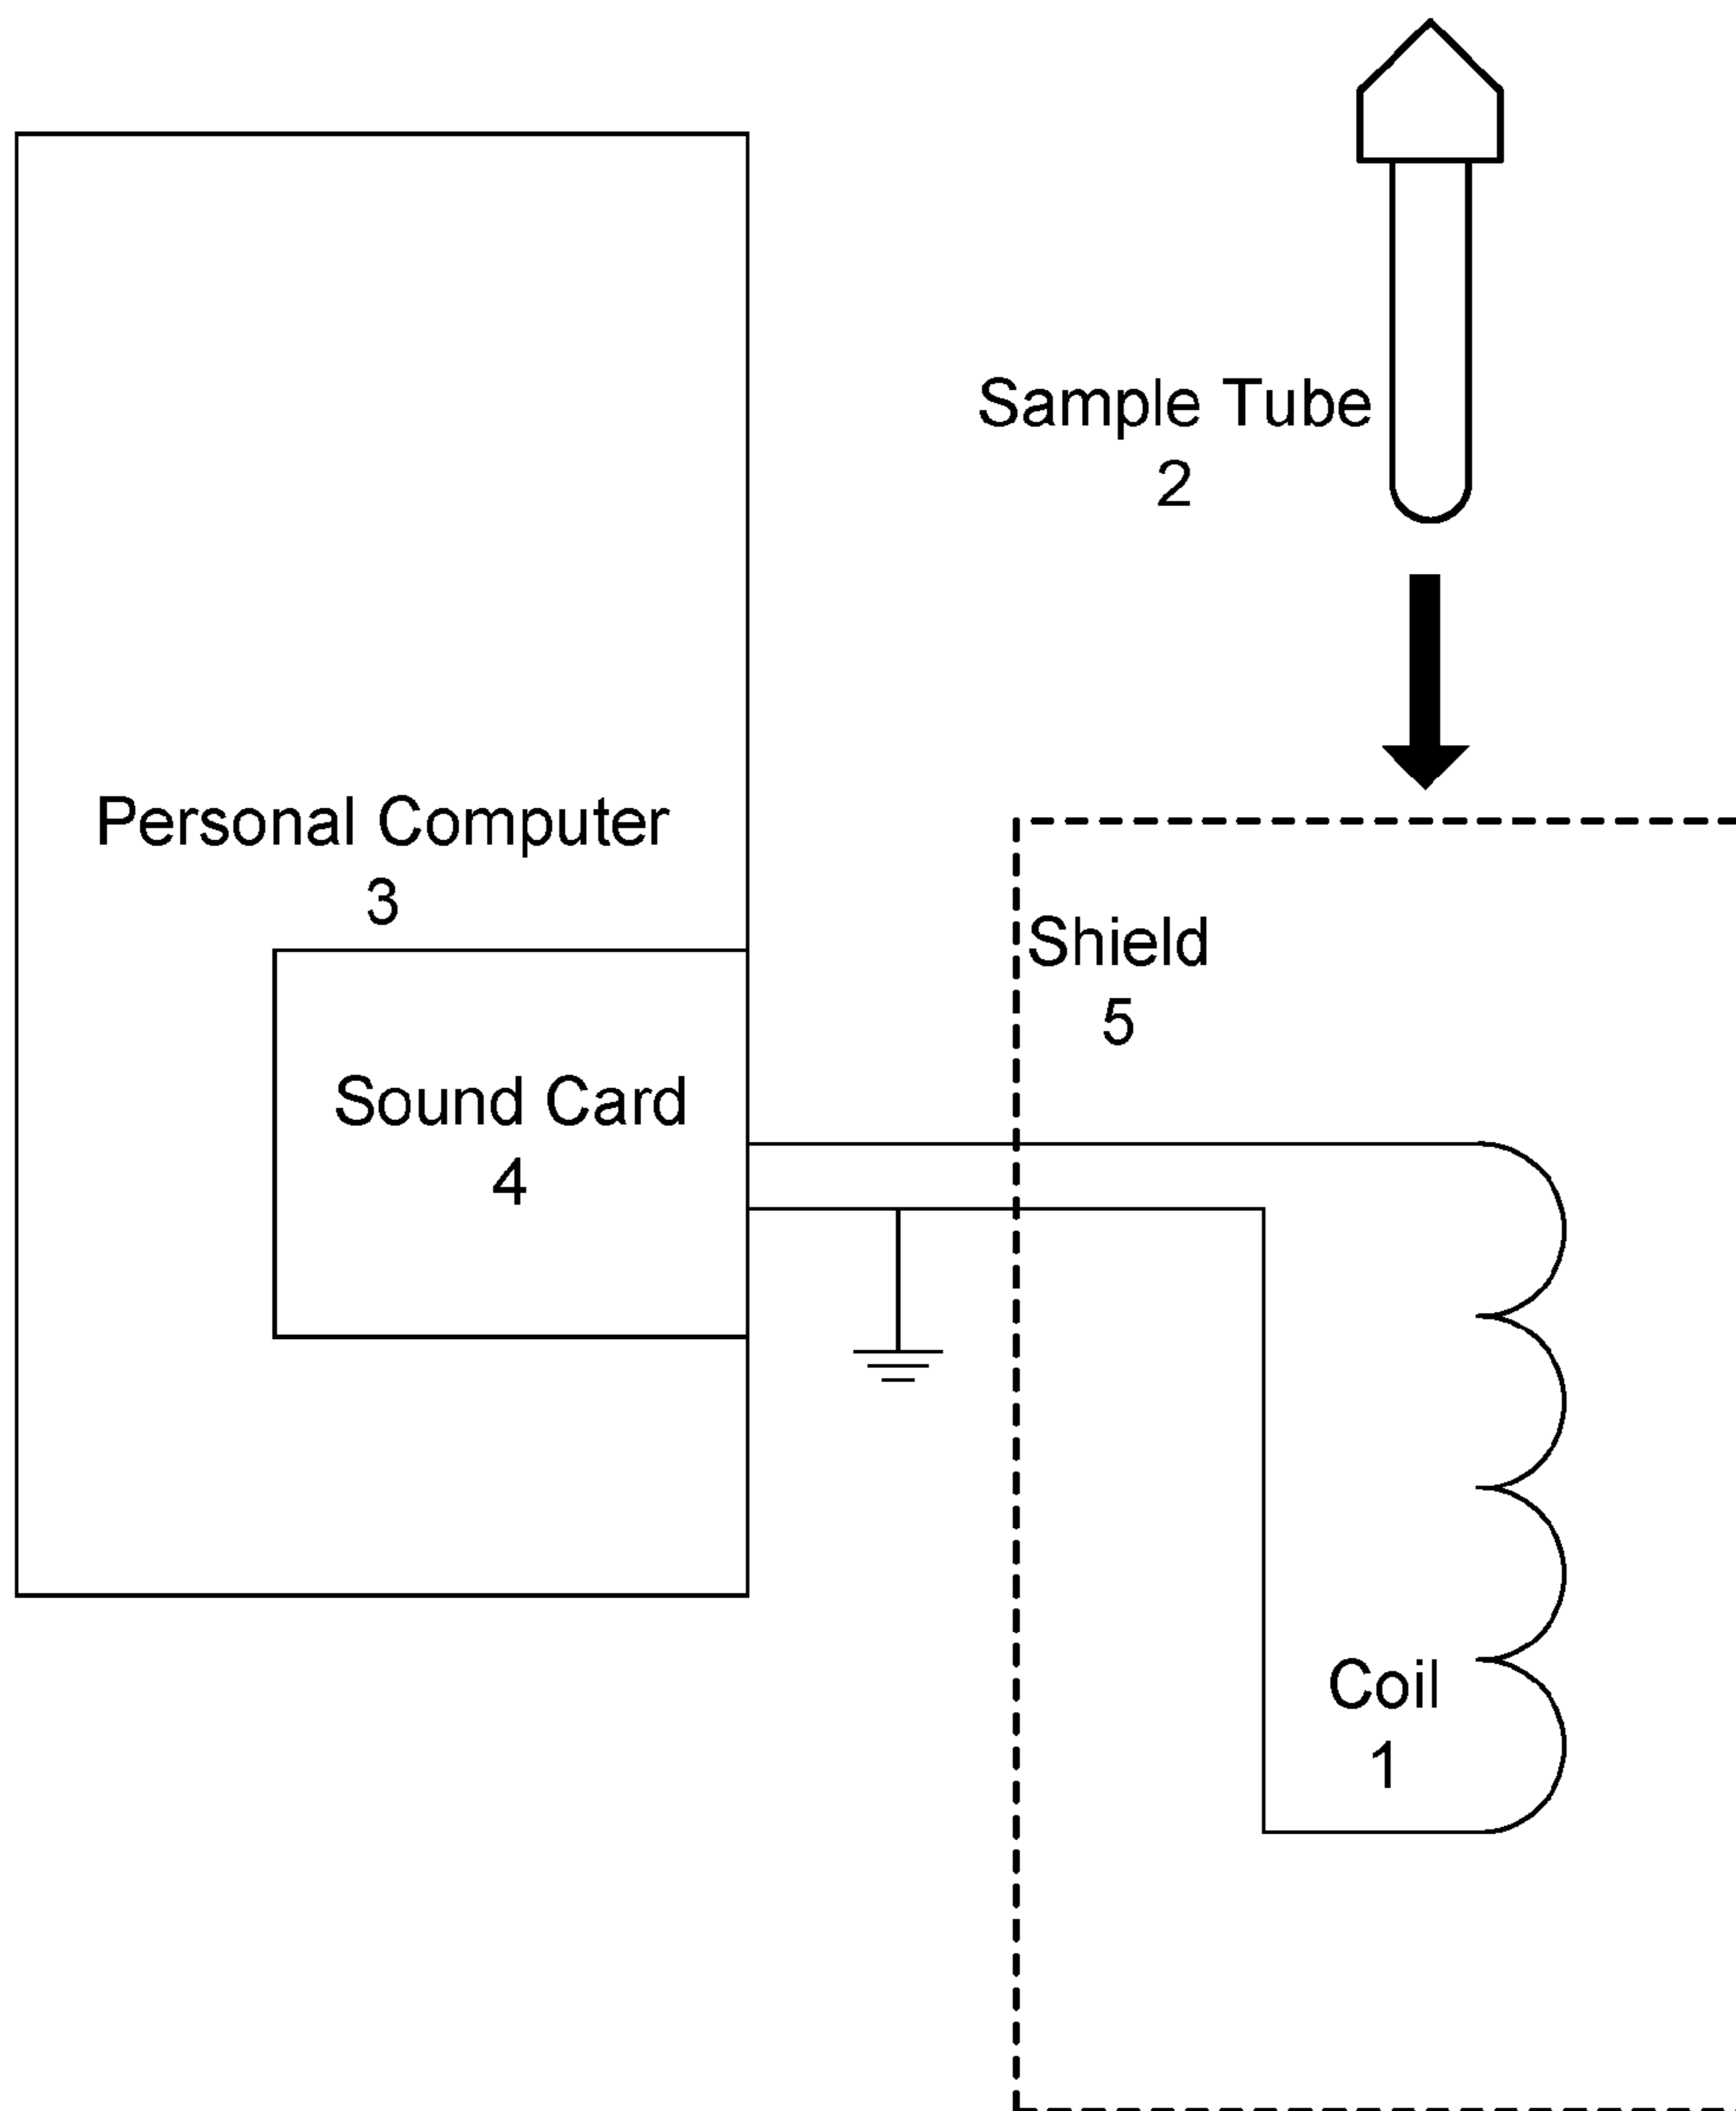 Sample Tube
2
Personal Computer
3
Shield
5
Sound Card
4
Coil
1